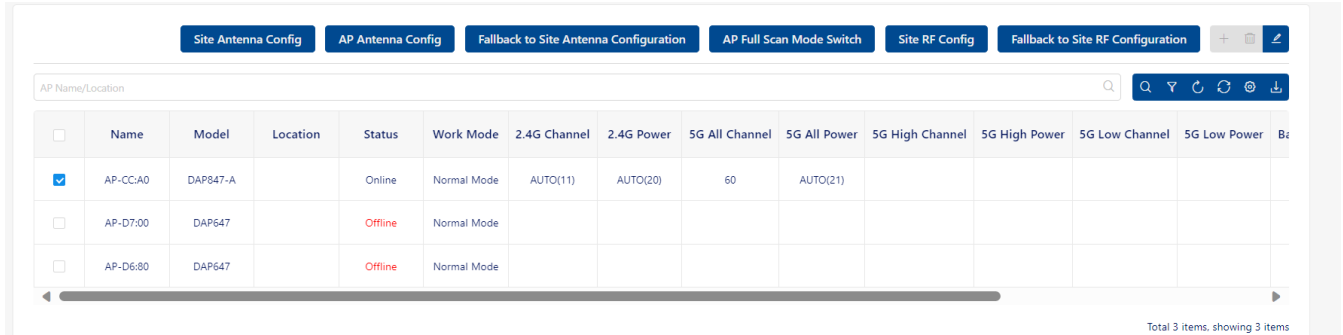 Site Antenna Config AP Antenna Config Fallback to Site Antenna Configuration AP Full Scan Mode Switch Site RF Config Fallback to Site RF Configuration
AP Name/Location
Name Model Location Status Work Mode 2.4G Channel 2.4G Power 5G All Channel 5G All Power 5G High Channel 5G High Power 5G Low Channel 5G Low Power Ba
AP-CC:A0 DAP847-A Online Normal Mode AUTO(11) AUTO(20) 60 AUTO(21)
AP-D7:00 DAP647 Offline Normal Mode
AP-D6:80 DAP647 Offline Normal Mode
Total 3 items, showing 3 items